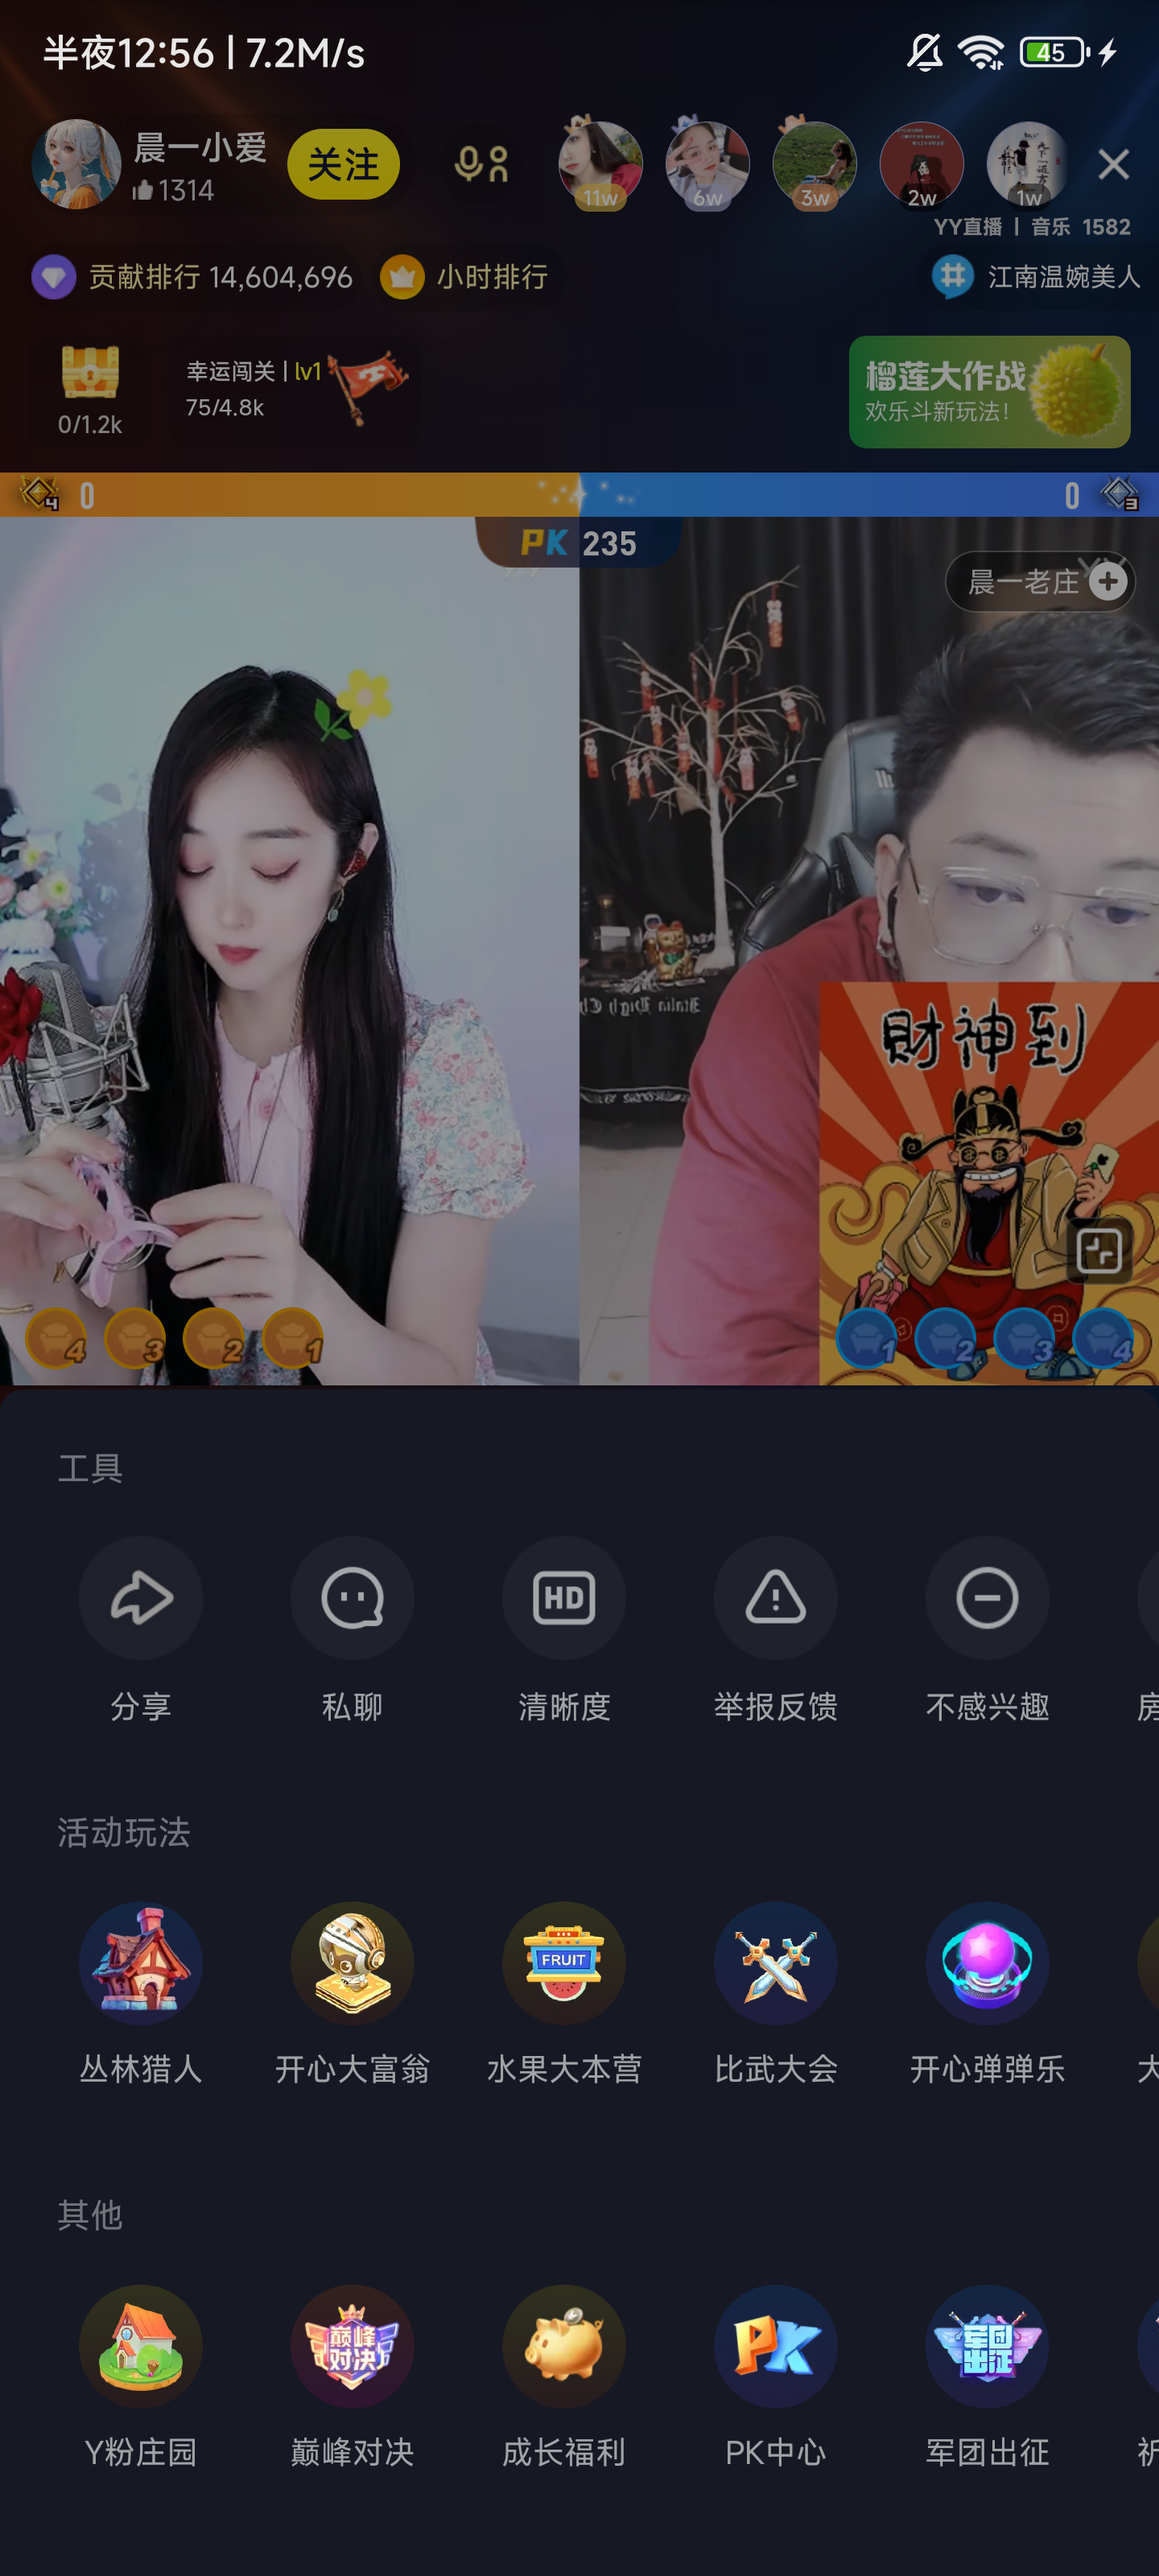 半夜12:56 | 7.2M/s
45
晨一小爱
1314
关注
11w
6w
3w
2w
1w
YY直播 | 音乐 1582
贡献排行 14,604,696
小时排行
江南温婉美人
0/1.2k
幸运闯关 | lv1
75/4.8k
榴莲大作战
欢乐斗新玩法!
4
0
0
3
PK 235
晨一老庄
財神到
4
3
2
1
1
2
3
4
工具
HD
分享
私聊
清晰度
举报反馈
不感兴趣
活动玩法
FRUIT
丛林猎人
开心大富翁
水果大本营
比武大会
开心弹弹乐
其他
巅峰
对决
PK
军团
出征
Y粉庄园
巅峰对决
成长福利
PK中心
军团出征